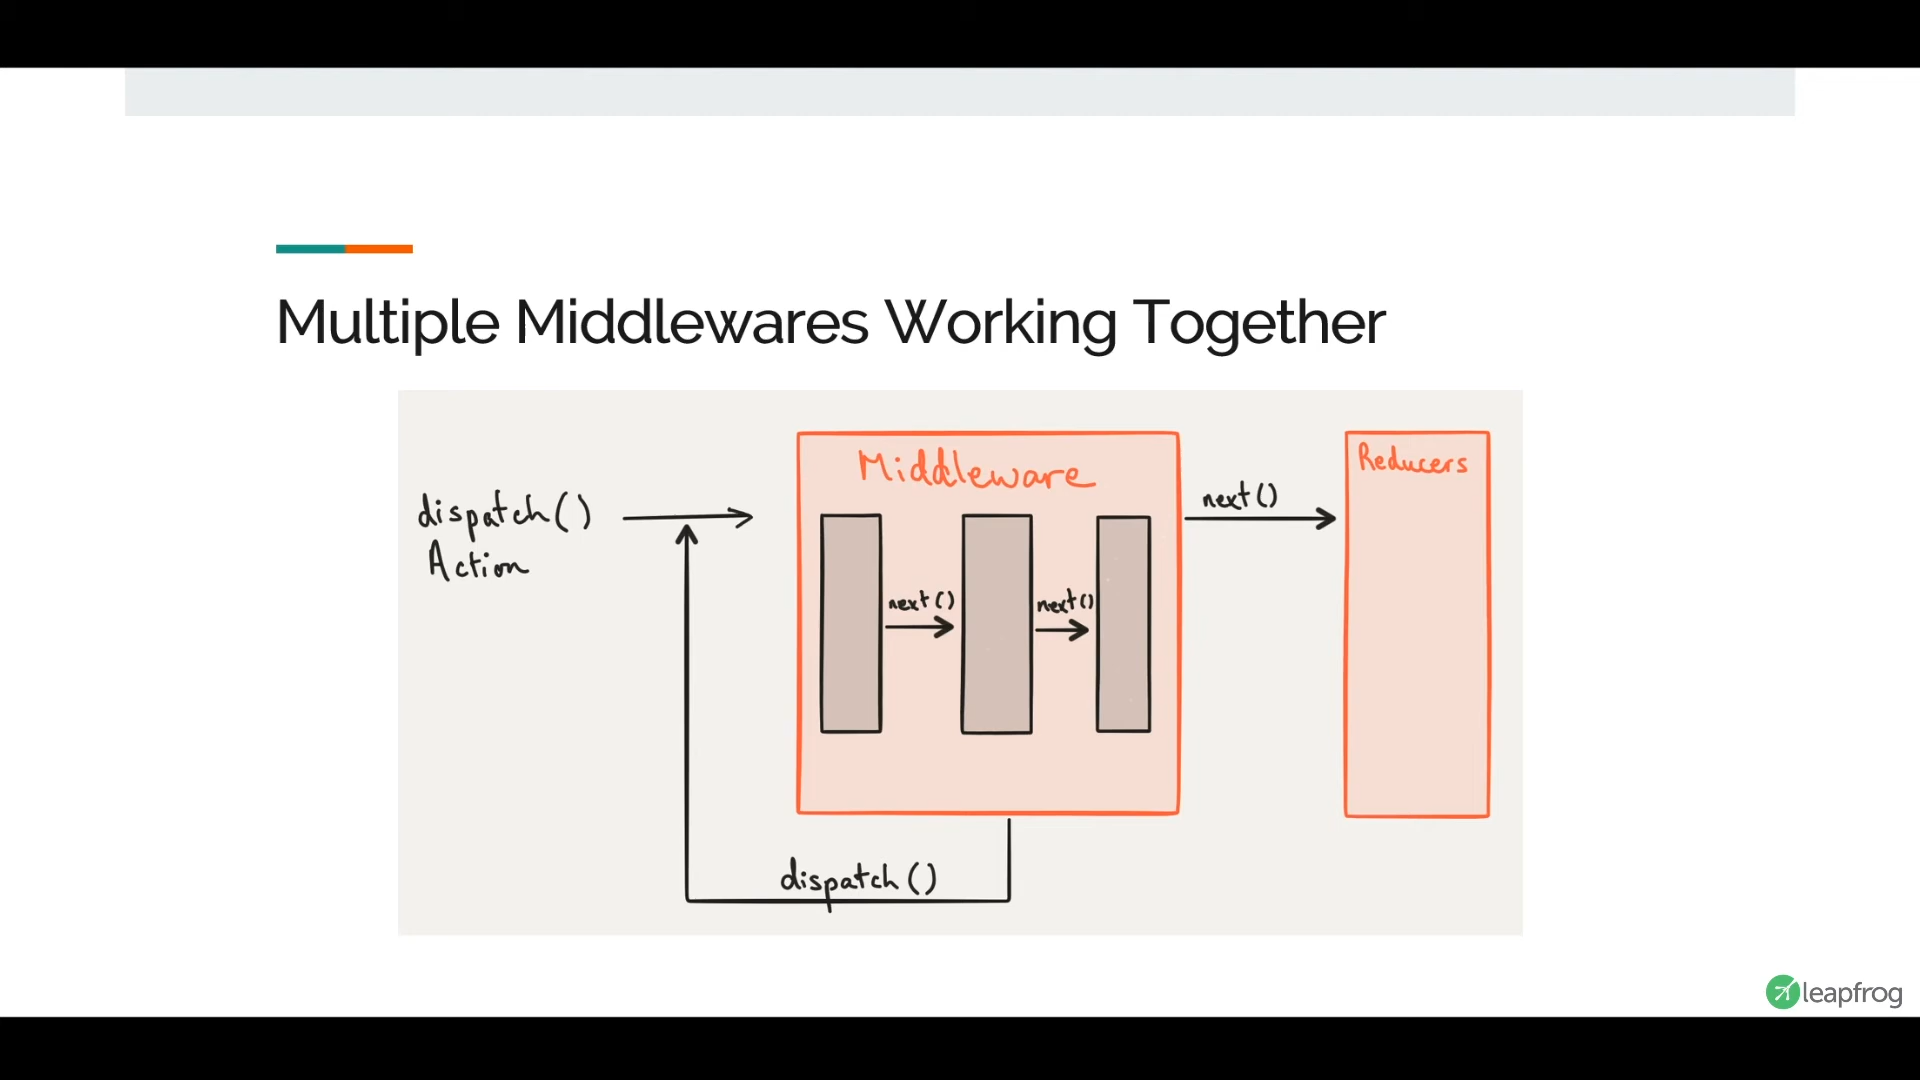 Multiple Middlewares Working Together
Middleware
Reducers
dispatch()
Action
next()
next()
next()
dispatch()
leapfrog